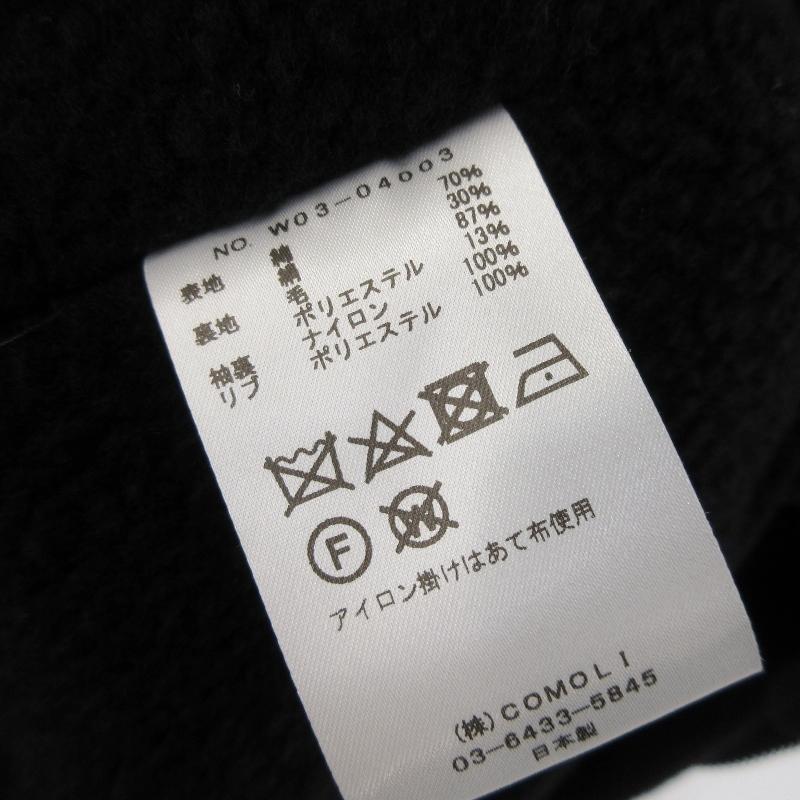 NO. W03-04003
表地 綿 70%
絹 30%
裏地 毛 87%
ポリエステル 13%
袖裏 ナイロン 100%
リブ ポリエステル 100%
F W
アイロン掛けはあて布使用
(株)COMOLI
03-6433-5845
日本製